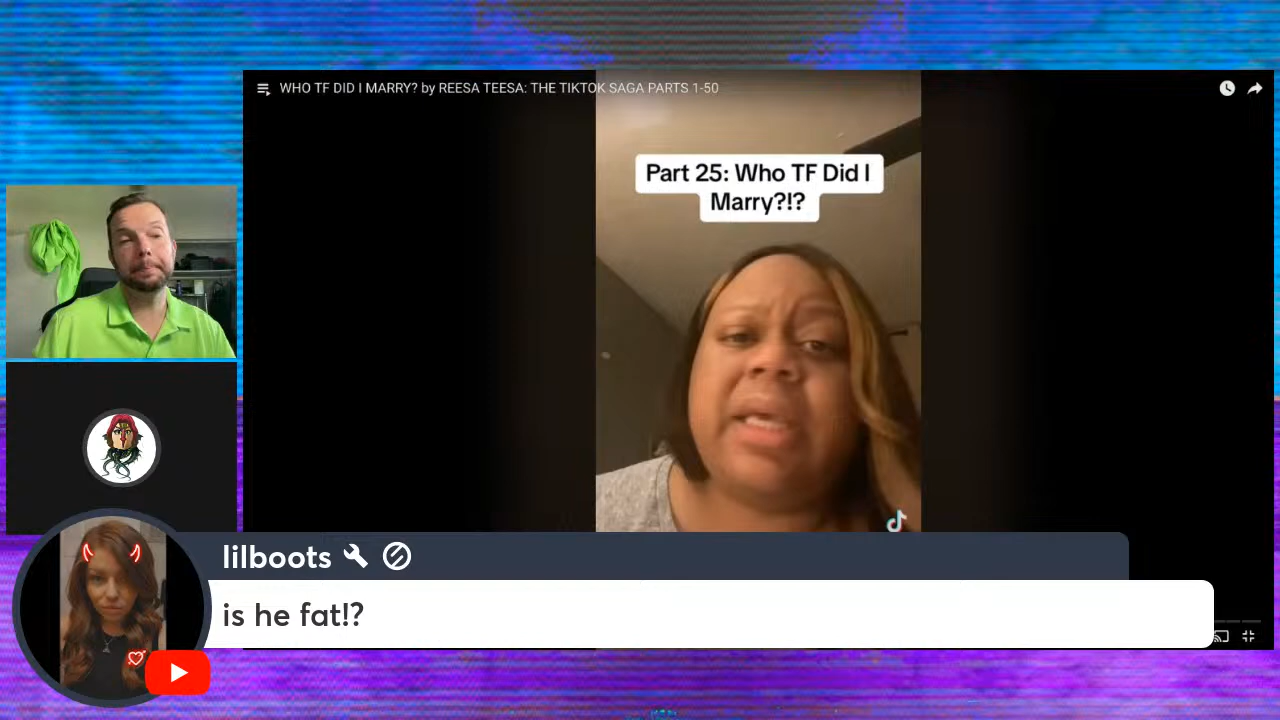 WHO TF DID I MARRY? by REESA TEESA: THE TIKTOK SAGA PARTS 1-50
Part 25: Who TF Did I
Marry?!?
lilboots
is he fat!?